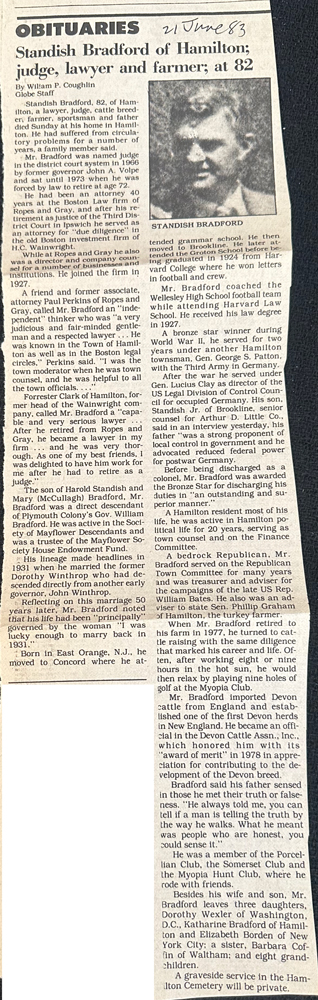 OBITUARIES
21 June 83
Standish Bradford of Hamilton;
judge, lawyer and farmer; at 82
By William P. Coughlin
Globe Staff
Standish Bradford, 82, of Ham-
ilton, a lawyer, judge, cattle breed-
er, farmer, sportsman and father
died Sunday at his home in Hamil-
ton. He had suffered from circula-
tory problems for a number of
years, a family member said.
Mr. Bradford was named judge
in the district court system in 1966
by former governor John A. Volpe
and sat until 1973 when he was
forced by law to retire at age 72.
He had been an attorney 40
years at the Boston Law firm of
Ropes and Gray, and after his re-
tirement as justice of the Third Dis-
trict Court in Ipswich he served as
an attorney for "due diligence" in
the old Boston investment firm of
H.C. Wainwright.
While at Ropes and Gray he also
was a director and company coun-
sel for a number of businesses and
institutions. He joined the firm in
1927.
A friend and former associate,
attorney Paul Perkins of Ropes and
Gray, called Mr. Bradford an "inde-
pendent" thinker who was "a very
judicious and fair-minded gentle-
man and a respected lawyer . . . He
was known in the Town of Hamil-
ton as well as in the Boston legal
circles," Perkins said. "I was the
town moderator when he was town
counsel, and he was helpful to all
the town officials. . . ."
Forrester Clark of Hamilton, for-
mer head of the Wainwright com-
pany, called Mr. Bradford a "capa-
ble and very serious lawyer . . .
After he retired from Ropes and
Gray, he became a lawyer in my
firm . . . and he was very thor-
ough. As one of my best friends, I
was delighted to have him work for
me after he had to retire as a
judge."
The son of Harold Standish and
Mary (McCullagh) Bradford, Mr.
Bradford was a direct descendant
of Plymouth Colony's Gov. William
Bradford. He was active in the Soci-
ety of Mayflower Descendants and
was a trustee of the Mayflower So-
ciety House Endowment Fund.
His lineage made headlines in
1931 when he married the former
Dorothy Winthrop who had de-
scended directly from another early
governor, John Winthrop.
Reflecting on this marriage 50
years later, Mr. Bradford noted
that his life had been "principally"
governed by the woman "I was
lucky enough to marry back in
1931."
Born in East Orange, N.J., he
moved to Concord where he at-
STANDISH BRADFORD
tended grammar school. He then
moved to Brookline. He later at-
tended the Groton School before be-
ing graduated in 1924 from Har-
vard College where he won letters
in football and crew.
Mr. Bradford coached the
Wellesley High School football team
while attending Harvard Law
School. He received his law degree
in 1927.
A bronze star winner during
World War II, he served for two
years under another Hamilton
townsman, Gen. George S. Patton,
with the Third Army in Germany.
After the war he served under
Gen. Lucius Clay as director of the
US Legal Division of Control Coun-
cil for occupied Germany. His son,
Standish Jr. of Brookline, senior
counsel for Arthur D. Little Co.,
said in an interview yesterday, his
father "was a strong proponent of
local control in government and he
advocated reduced federal power
for postwar Germany.
Before being discharged as a
colonel, Mr. Bradford was awarded
the Bronze Star for discharging his
duties in "an outstanding and su-
perior manner."
A Hamilton resident most of his
life, he was active in Hamilton po-
litical life for 20 years, serving as
town counsel and on the Finance
Committee.
A bedrock Republican, Mr.
Bradford served on the Republican
Town Committee for many years
and was treasurer and adviser for
the campaigns of the late US Rep.
William Bates. He also was an ad-
viser to state Sen. Phillip Graham
of Hamilton, the turkey farmer.
When Mr. Bradford retired to
his farm in 1977, he turned to cat-
tle raising with the same diligence
that marked his career and life. Of-
ten, after working eight or nine
hours in the hot sun, he would
then relax by playing nine holes of
golf at the Myopia Club.
Mr. Bradford imported Devon
cattle from England and estab-
lished one of the first Devon herds
in New England. He became an offi-
cial in the Devon Cattle Assn., Inc.,
which honored him with its
"award of merit" in 1978 in appre-
ciation for contributing to the de-
velopment of the Devon breed.
Bradford said his father sensed
in those he met their truth or false-
ness. "He always told me, you can
tell if a man is telling the truth by
the way he walks. What he meant
was people who are honest, you
could sense it."
He was a member of the Porcel-
lian Club, the Somerset Club and
the Myopia Hunt Club, where he
rode with friends.
Besides his wife and son, Mr.
Bradford leaves three daughters,
Dorothy Wexler of Washington,
D.C., Katharine Bradford of Hamil-
ton and Elizabeth Borden of New
York City; a sister, Barbara Cof-
fin of Waltham; and eight grand-
children.
A graveside service in the Ham-
ilton Cemetery will be private.